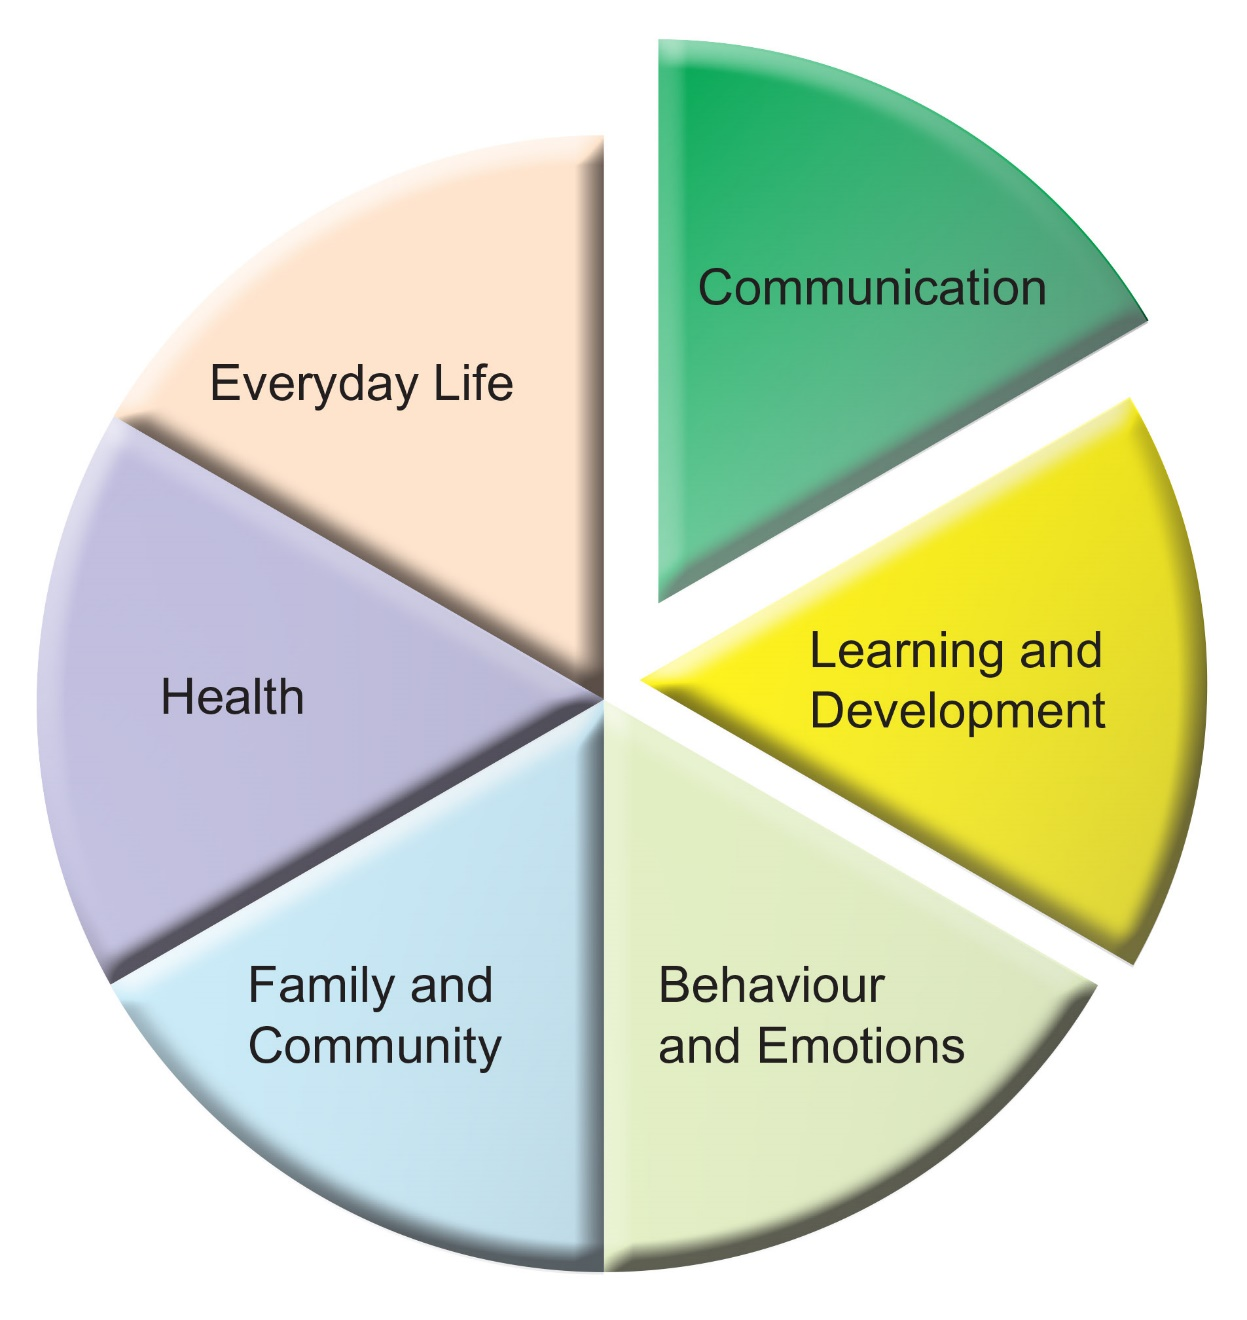 Communication
Everyday Life
Learning and
Development
Health
Family and
Community
Behaviour
and Emotions